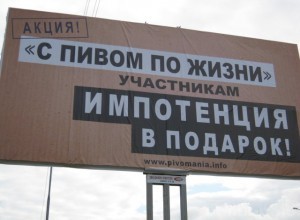 АКЦИЯ!
«С ПИВОМ ПО ЖИЗНИ»
УЧАСТНИКАМ
ИМПОТЕНЦИЯ
В ПОДАРОК!
www.pivomania.info